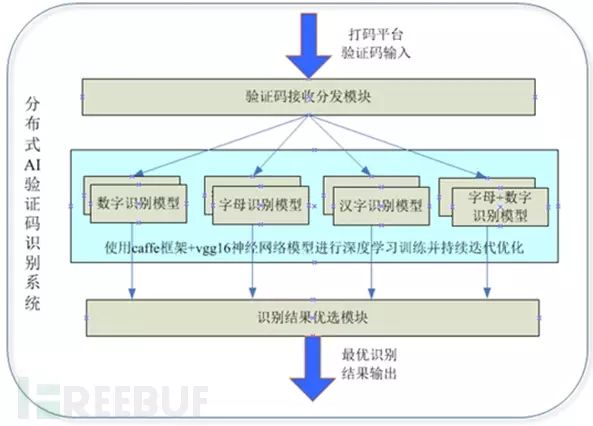 打码平台
验证码输入
验证码接收分发模块
分布式AI验证码识别系统
数字识别模型
字母识别模型
汉字识别模型
字母+数字
识别模型
使用caffe框架+vgg16神经网络模型进行深度学习训练并持续迭代优化
识别结果优选模块
最优识别
结果输出
REEBUF